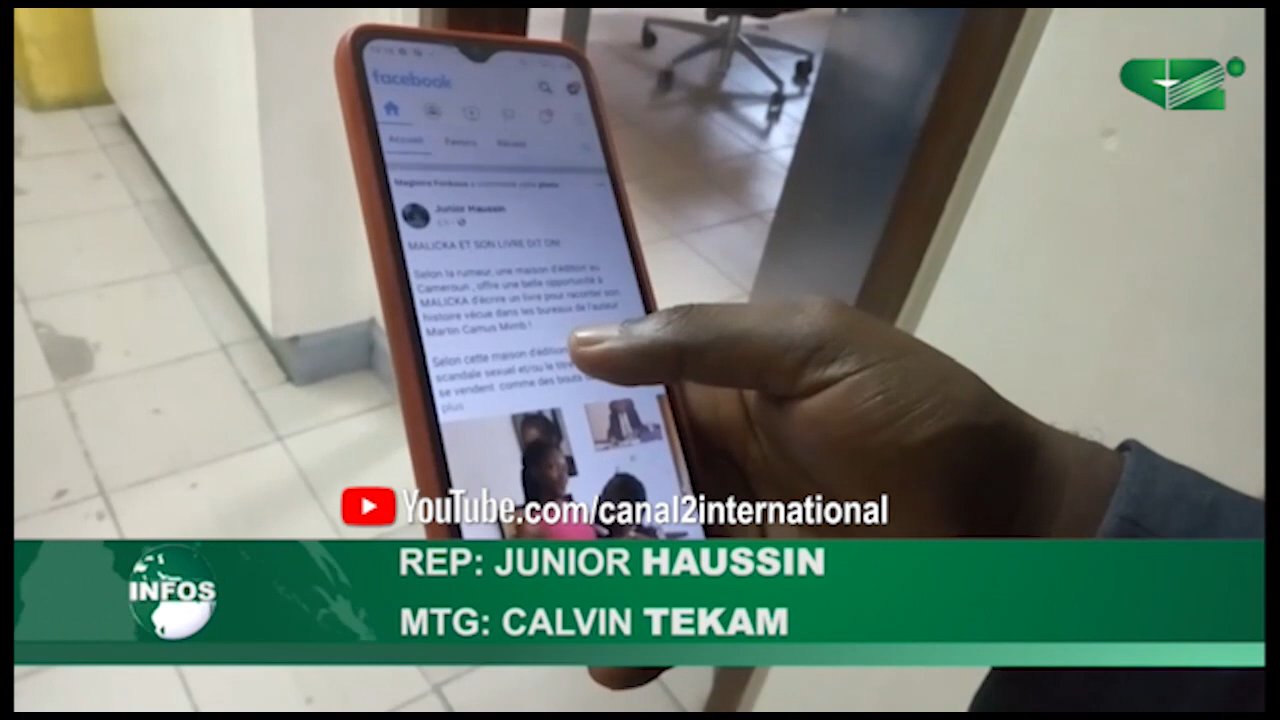 facebook
Accueil
Junior Haussin
MALICKA ET SON LIVRE DIT ON!
Selon la rumeur, une maison d'édition au
Cameroun , offre une belle opportunité à
MALICKA d'écrire un livre pour raconter son
histoire vécue dans les bureaux de l'auteur
Martin Camus Mimb !
Selon cette maison d'édition
scandale sexuel et/ou le titre
se vendent comme des bouts
plus
YouTube.com/canal2international
REP: JUNIOR HAUSSIN
INFOS
MTG: CALVIN TEKAM